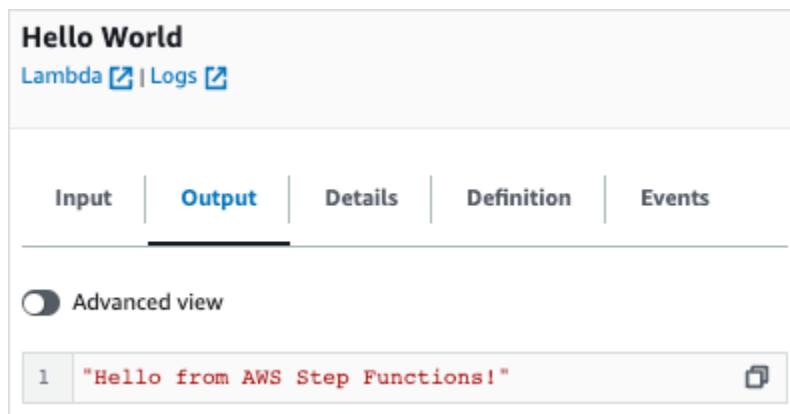 Hello World
Lambda | Logs
Input Output Details Definition Events
Advanced view
1 "Hello from AWS Step Functions!"